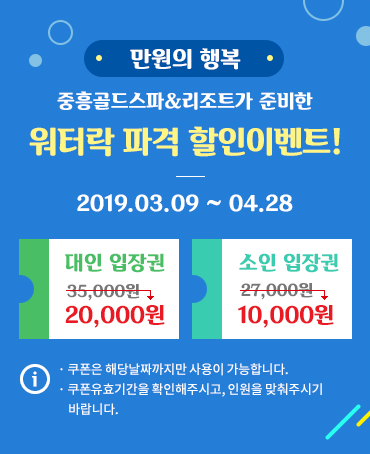 만원의 행복
중흥골드스파&리조트가 준비한
워터락 파격 할인이벤트!
2019.03.09 ~ 04.28
대인 입장권
35,000원
20,000원
소인 입장권
27,000원
10,000원
· 쿠폰은 해당날짜까지만 사용이 가능합니다.
· 쿠폰유효기간을 확인해주시고, 인원을 맞춰주시기
바랍니다.